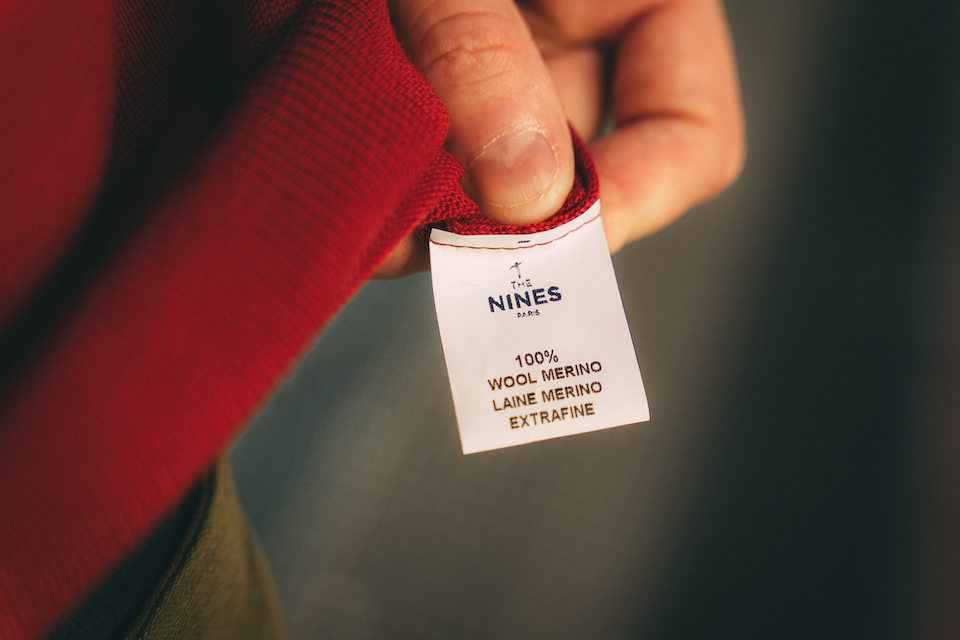 THE
NINES
PARIS
100%
WOOL MERINO
LAINE MERINO
EXTRAFINE